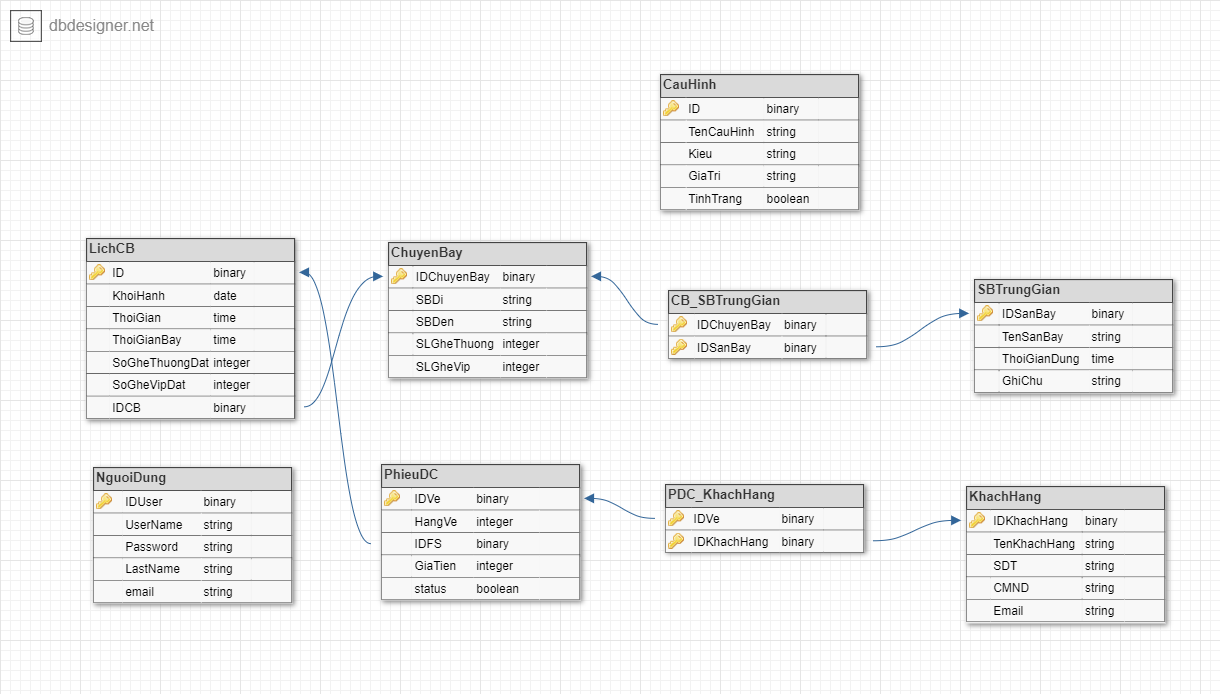 dbdesigner.net
CauHinh
ID binary
TenCauHinh string
Kieu string
GiaTri string
TinhTrang boolean
LichCB
ID binary
KhoiHanh date
ThoiGian time
ThoiGianBay time
SoGheThuongDat integer
SoGheVipDat integer
IDCB binary
ChuyenBay
IDChuyenBay binary
SBDi string
SBDen string
SLGheThuong integer
SLGheVip integer
CB_SBTrungGian
IDChuyenBay binary
IDSanBay binary
SBTrungGian
IDSanBay binary
TenSanBay string
ThoiGianDung time
GhiChu string
NguoiDung
IDUser binary
UserName string
Password string
LastName string
email string
PhieuDC
IDVe binary
HangVe integer
IDFS binary
GiaTien integer
status boolean
PDC_KhachHang
IDVe binary
IDKhachHang binary
KhachHang
IDKhachHang binary
TenKhachHang string
SDT string
CMND string
Email string